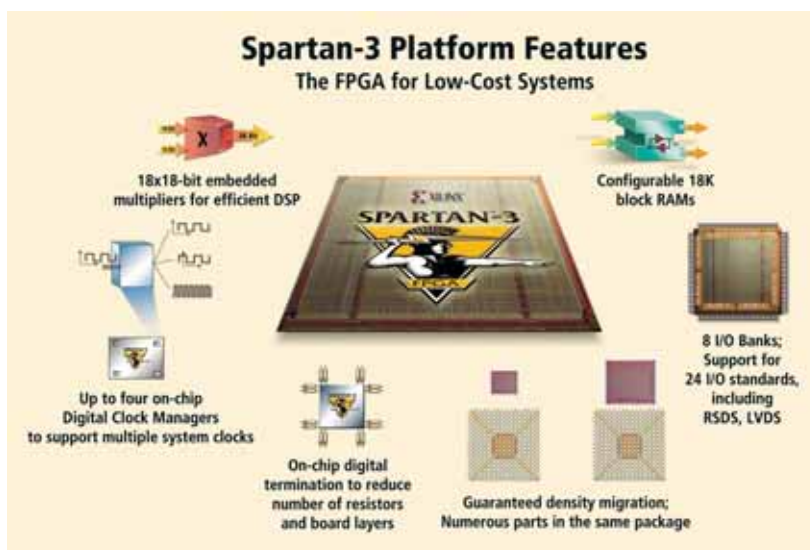 Spartan-3 Platform Features
The FPGA for Low-Cost Systems
X
18x18-bit embedded
multipliers for efficient DSP
Configurable 18K
block RAMs
XILINX
SPARTAN-3
FPGA
8 I/O Banks;
Support for
24 I/O standards,
including
RSDS, LVDS
Up to four on-chip
Digital Clock Managers
to support multiple system clocks
On-chip digital
termination to reduce
number of resistors
and board layers
Guaranteed density migration;
Numerous parts in the same package